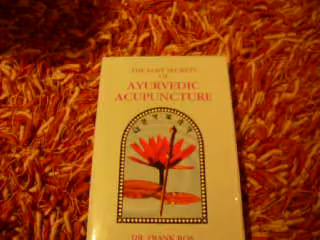 THE LOST SECRETS
OF
AYURVEDIC
ACUPUNCTURE
DR. FRANK ROS